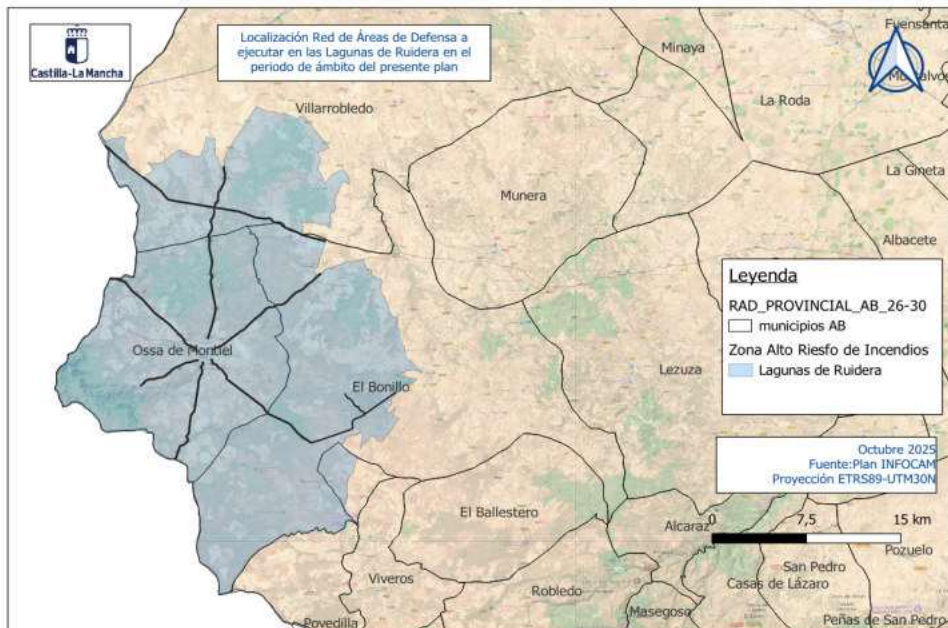 Castilla-La Mancha
Localización Red de Áreas de Defensa a
ejecutar en las Lagunas de Ruidera en el
periodo de ámbito del presente plan
Fuensanta
Minaya
La Roda
Villarrobledo
La Gineta
Munera
Albacete
Leyenda
RAD_PROVINCIAL_AB_26-30
municipios AB
Zona Alto Riesfo de Incendios
Lagunas de Ruidera
Ossa de Montiel
Lezuza
El Bonillo
Octubre 2025
Fuente:Plan INFOCAM
Proyección ETRS89-UTM30N
El Ballestero
Alcaraz
0 7,5 15 km
Pozuelo
San Pedro
Viveros
Robledo
Casas de Lázaro
Masegoso
Povedilla
Peñas de San Pedro